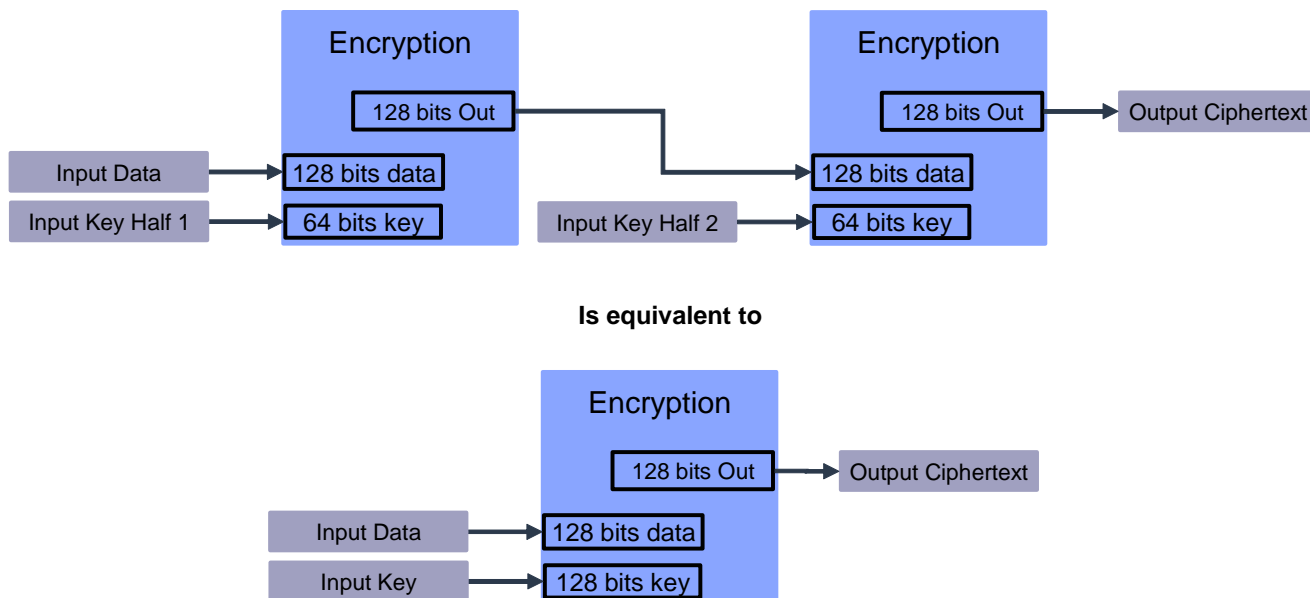 Encryption
128 bits Out
Input Data
128 bits data
Input Key Half 1
64 bits key
Encryption
128 bits Out
Output Ciphertext
128 bits data
Input Key Half 2
64 bits key
Is equivalent to
Encryption
128 bits Out
Output Ciphertext
Input Data
128 bits data
Input Key
128 bits key